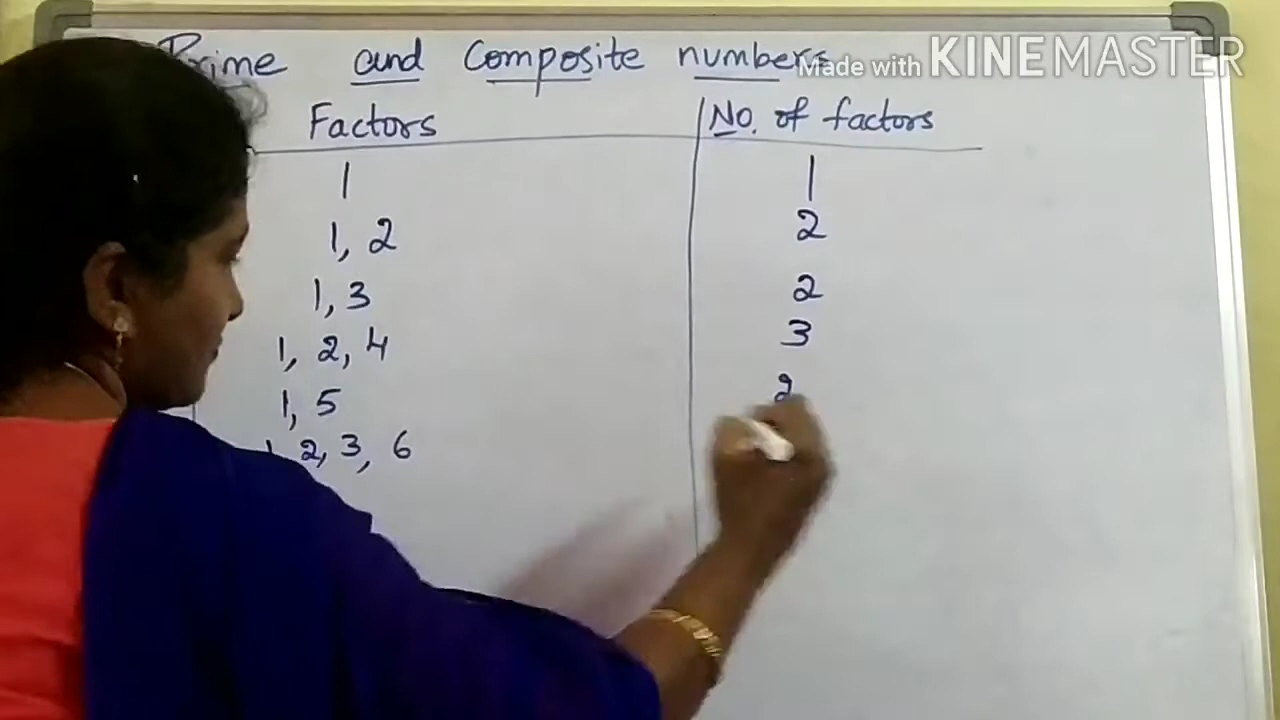 Prime and Composite numbers
Made with KINEMASTER
Factors No. of factors
1 1
1, 2 2
1, 3 2
1, 2, 4 3
1, 5 2
1, 2, 3, 6